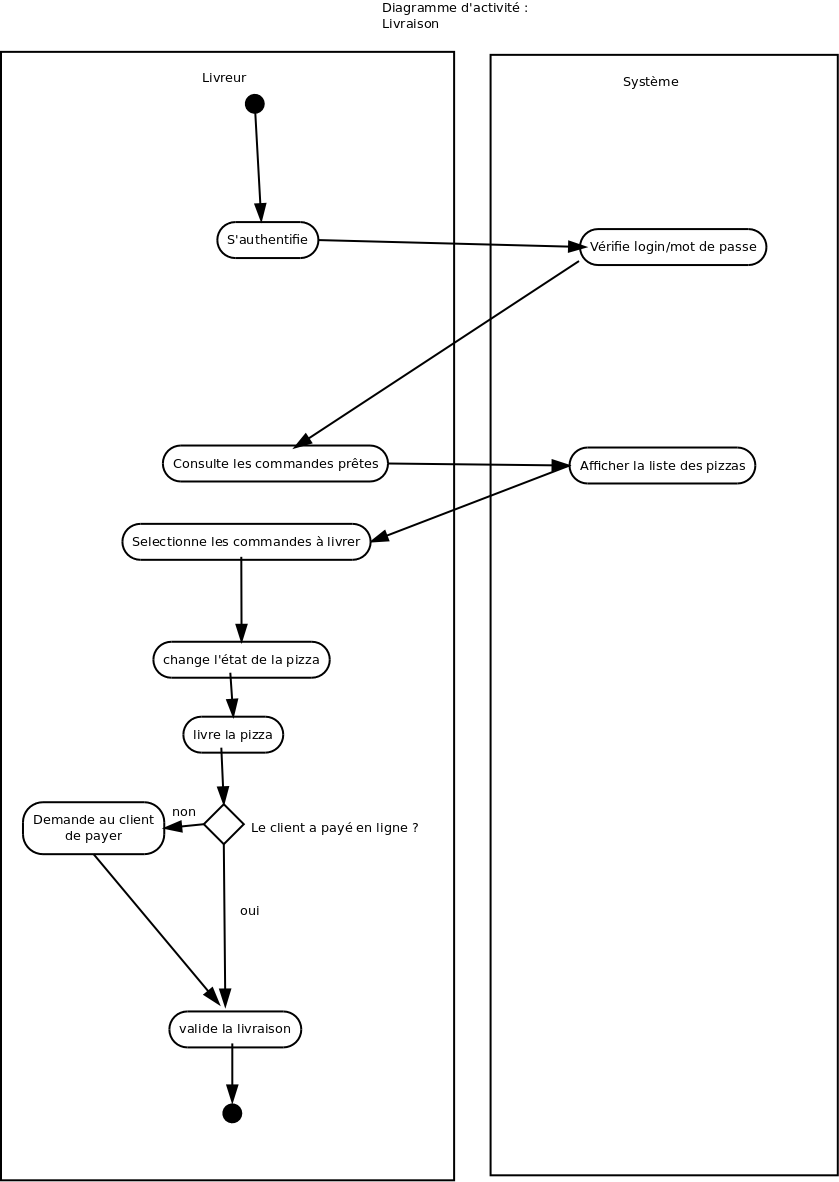 Diagramme d'activité :
Livraison
Livreur
Système
S'authentifie
Vérifie login/mot de passe
Consulte les commandes prêtes
Afficher la liste des pizzas
Selectionne les commandes à livrer
change l'état de la pizza
livre la pizza
non
Demande au client
de payer
Le client a payé en ligne ?
oui
valide la livraison